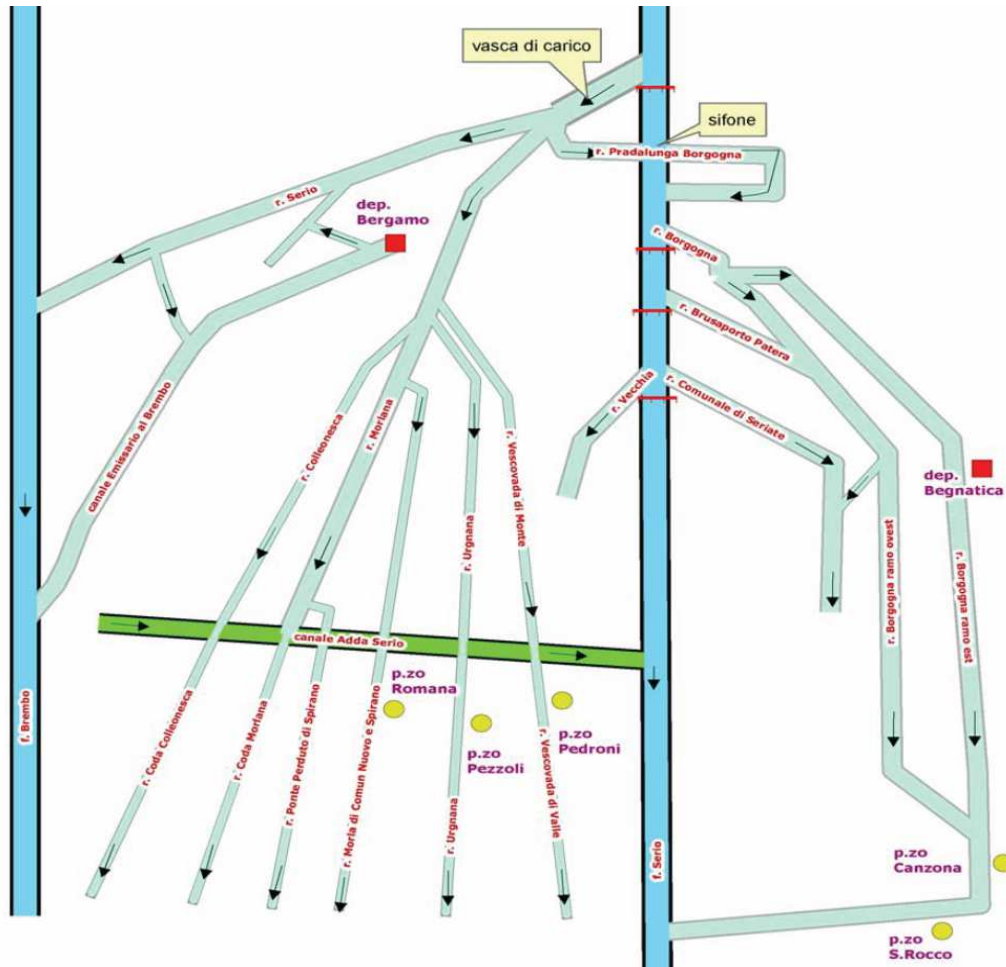 vasca di carico
sifone
r. Pradalunga Borgogna
r. Serio
dep.
Bergamo
r. Borgogna
r. Brusaporto Patera
r. Vecchia
r. Comunale di Seriate
canale Emissario al Brembo
r. Colleonesca
r. Morlana
r. Urgnana
r. Vescovada di Monte
dep.
Begnatica
r. Borgogna ramo ovest
r. Borgogna ramo est
canale Adda Serio
f. Brembo
r. Coda Colleonesca
r. Coda Morlana
r. Ponte Perduto di Spirano
r. Morla di Comun Nuovo e Spirano
p.zo
Romana
p.zo
Pezzoli
p.zo
Pedroni
r. Urgnana
r. Vescovada di Valle
f. Serio
p.zo
Canzona
p.zo
S.Rocco